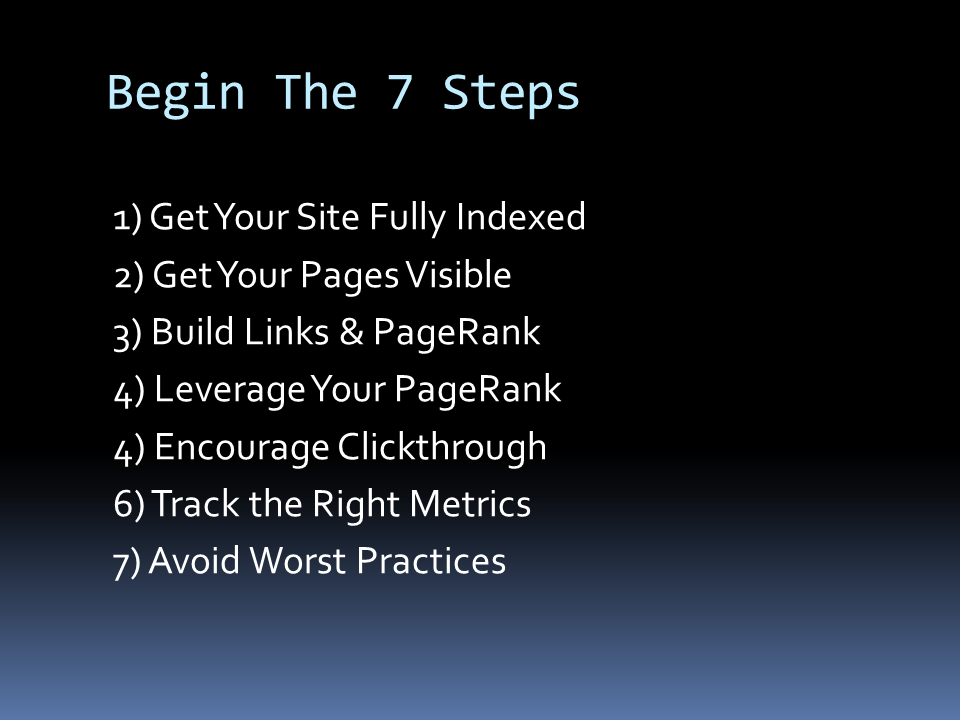 Begin The 7 Steps
1) Get Your Site Fully Indexed
2) Get Your Pages Visible
3) Build Links & PageRank
4) Leverage Your PageRank
4) Encourage Clickthrough
6) Track the Right Metrics
7) Avoid Worst Practices